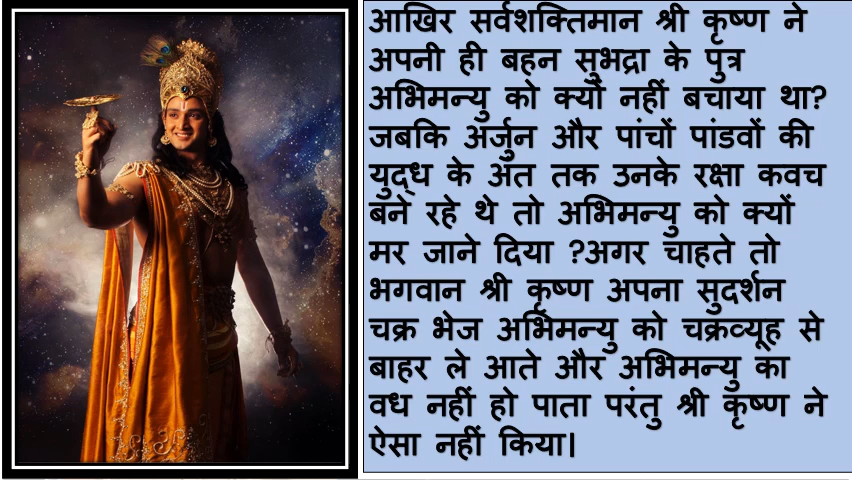 आखिर सर्वशक्तिमान श्री कृष्ण ने
अपनी ही बहन सुभद्रा के पुत्र
अभिमन्यु को क्यों नहीं बचाया था?
जबकि अर्जुन और पांचों पांडवों की
युद्ध के अंत तक उनके रक्षा कवच
बने रहे थे तो अभिमन्यु को क्यों
मर जाने दिया ?अगर चाहते तो
भगवान श्री कृष्ण अपना सुदर्शन
चक्र भेज अभिमन्यु को चक्रव्यूह से
बाहर ले आते और अभिमन्यु का
वध नहीं हो पाता परंतु श्री कृष्ण ने
ऐसा नहीं किया।